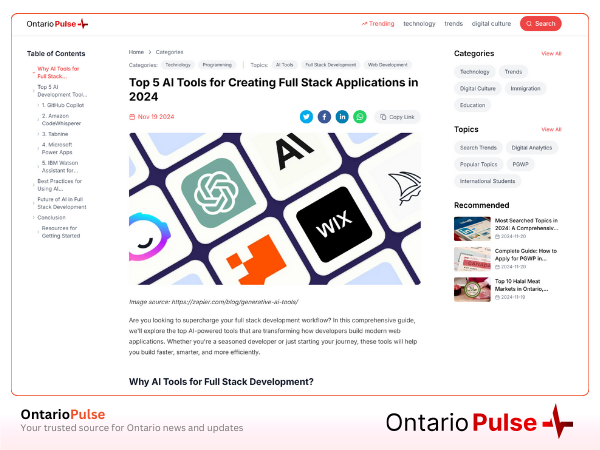 Ontario Pulse
Trending technology trends digital culture Search
Table of Contents
Why AI Tools for
Full Stack...
Top 5 AI
Development Tool...
1. GitHub Copilot
2. Amazon
CodeWhisperer
3. Tabnine
4. Microsoft
Power Apps
5. IBM Watson
Assistant for...
Best Practices for
Using AI...
Future of AI in Full
Stack Development
Conclusion
Resources for
Getting Started
Home > Categories
Categories: Technology Programming | Topics: AI Tools Full Stack Development Web Development
Top 5 AI Tools for Creating Full Stack Applications in
2024
Nov 19 2024
Copy Link
AI
WIX
Image source: https://zapier.com/blog/generative-ai-tools/
Are you looking to supercharge your full stack development workflow? In this comprehensive guide,
we'll explore the top AI-powered tools that are transforming how developers build modern web
applications. Whether you're a seasoned developer or just starting your journey, these tools will help
you build faster, smarter, and more efficiently.
Why AI Tools for Full Stack Development?
Categories View All
Technology Trends
Digital Culture Immigration
Education
Topics View All
Search Trends Digital Analytics
Popular Topics PGWP
International Students
Recommended
Most Searched Topics in
2024: A Comprehensiv...
2024-11-20
Complete Guide: How to
Apply for PGWP in...
2024-11-20
Top 10 Halal Meat
Markets in Ontario,...
2024-11-19
OntarioPulse
Your trusted source for Ontario news and updates
Ontario Pulse